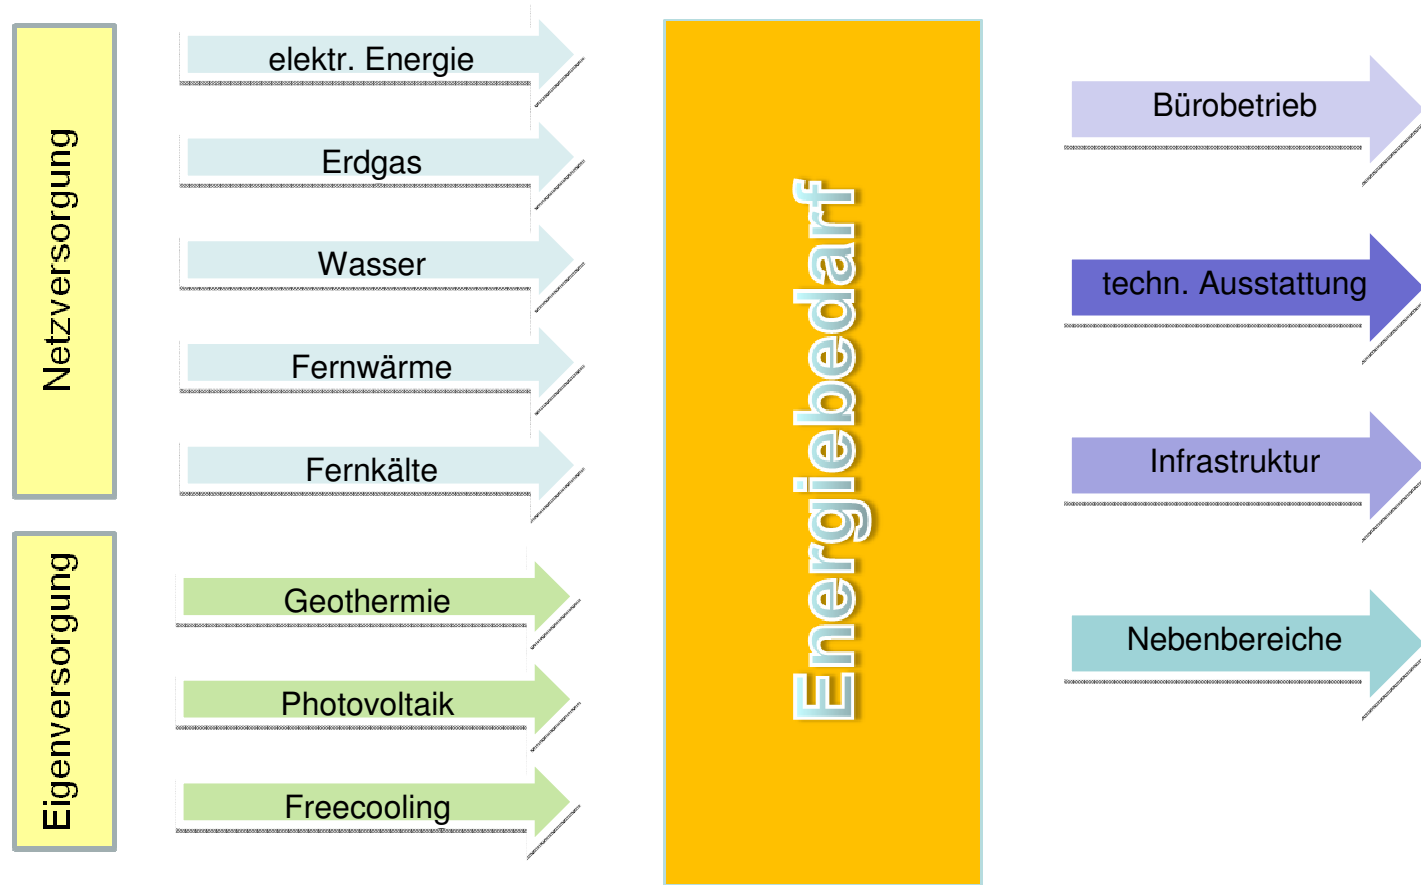 Netzversorgung
elektr. Energie
Erdgas
Wasser
Fernwärme
Fernkälte
Eigenversorgung
Geothermie
Photovoltaik
Freecooling
Energiebedarf
Bürobetrieb
techn. Ausstattung
Infrastruktur
Nebenbereiche